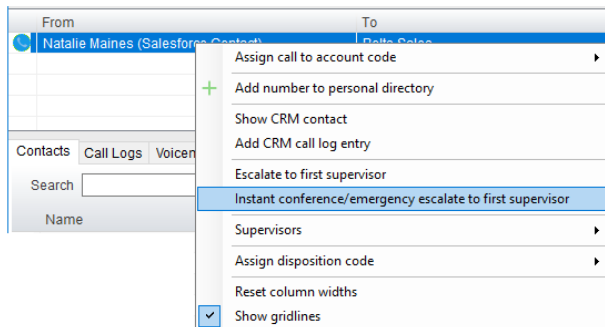 From To
Natalie Maines (Salesforce Contact) Delta Sales
Assign call to account code
Add number to personal directory
Show CRM contact
Add CRM call log entry
Contacts Call Logs Voicem
Escalate to first supervisor
Search
Instant conference/emergency escalate to first supervisor
Name
Supervisors
Assign disposition code
Reset column widths
Show gridlines